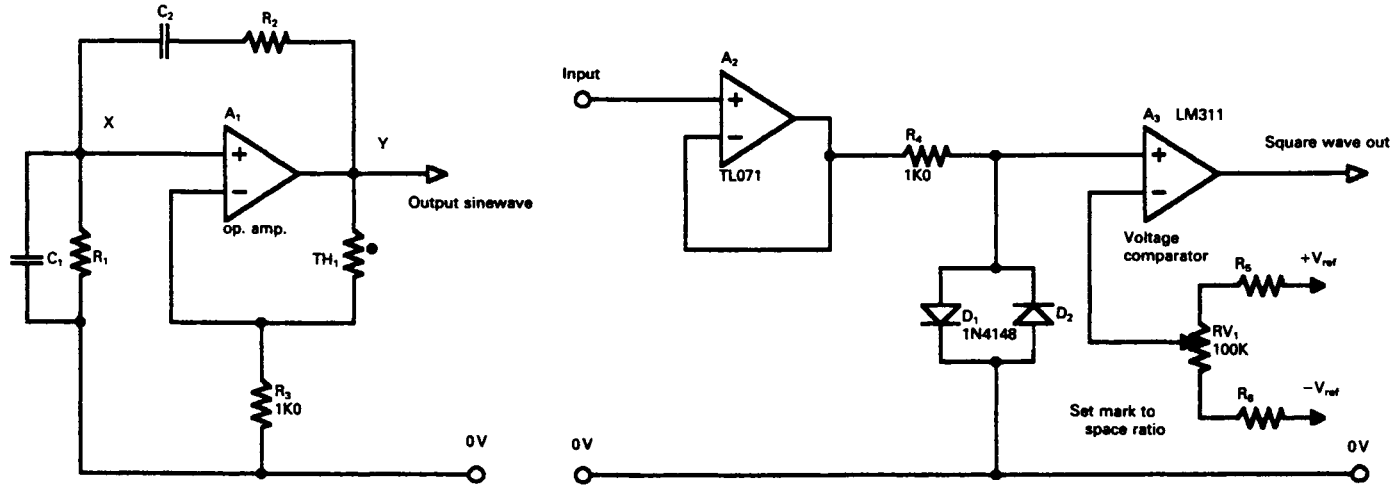 C₂
R₂
X
A₁
+
−
op. amp.
Y
Output sinewave
C₁
R₁
TH₁
R₃
1K0
0V
Input
A₂
+
−
TL071
R₄
1K0
A₃ LM311
+
−
Square wave out
Voltage
comparator
D₁
1N4148
D₂
R₅
+Vref
RV₁
100K
R₆
−Vref
Set mark to
space ratio
0V
0V